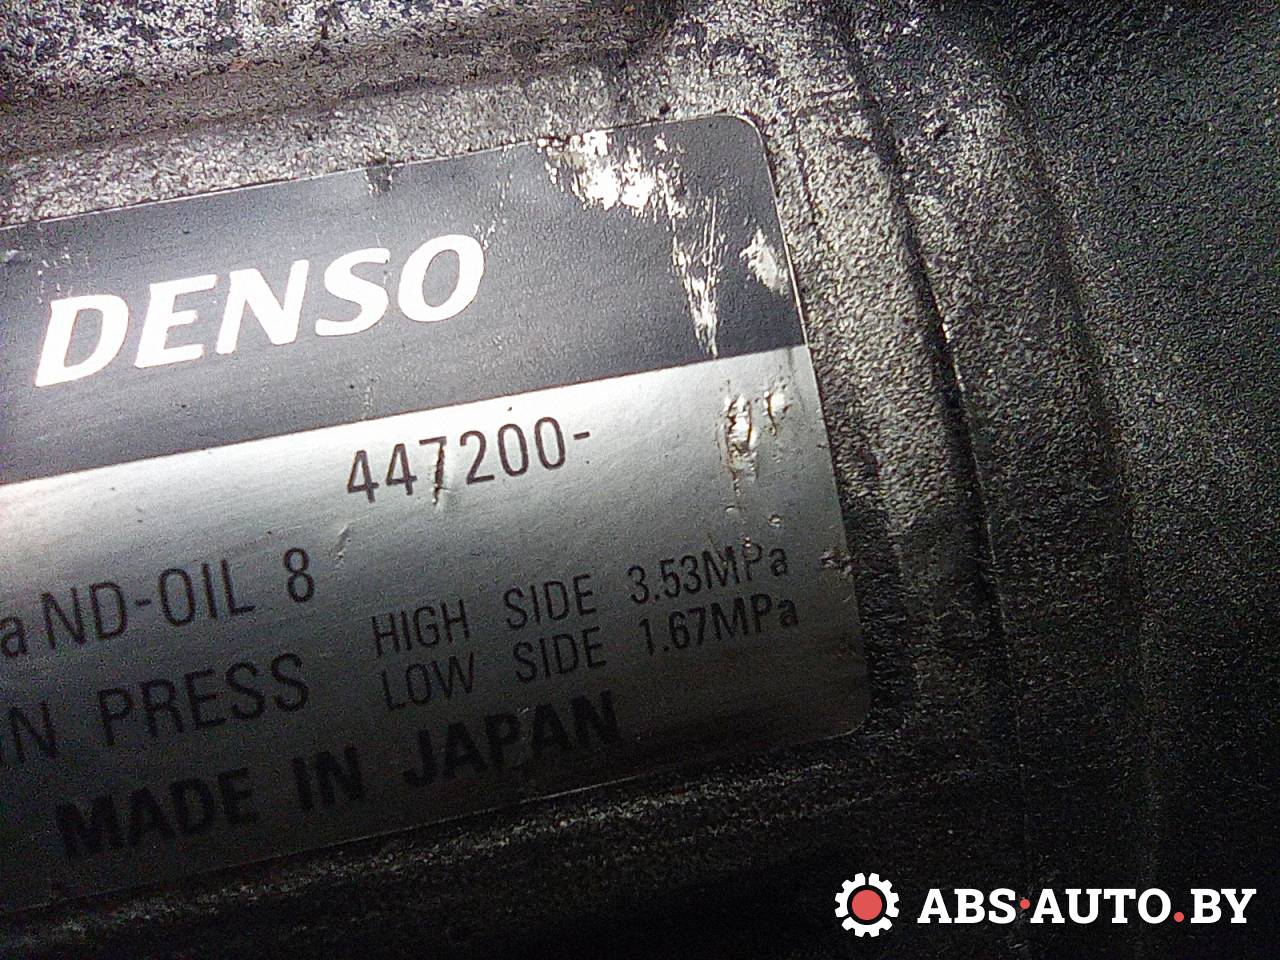 DENSO
447200-
a ND-OIL 8
N PRESS HIGH SIDE 3.53MPa
LOW SIDE 1.67MPa
MADE IN JAPAN
ABS·AUTO.BY